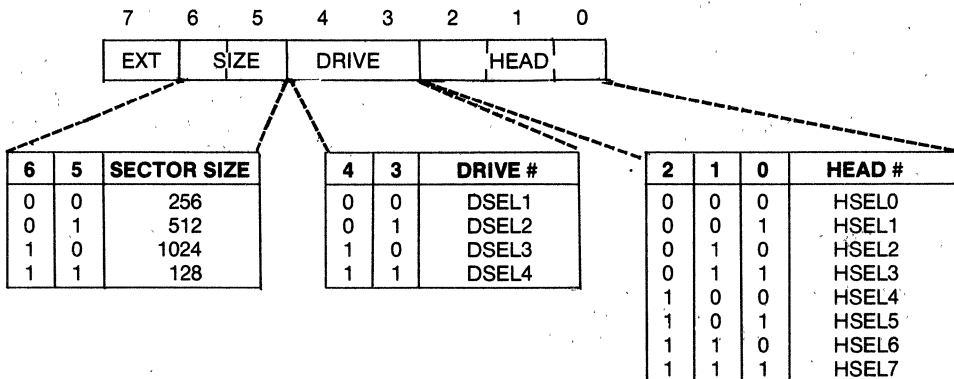 7 6 5 4 3 2 1 0
EXT SIZE DRIVE HEAD
6 5 SECTOR SIZE
0 0 256
0 1 512
1 0 1024
1 1 128
4 3 DRIVE #
0 0 DSEL1
0 1 DSEL2
1 0 DSEL3
1 1 DSEL4
2 1 0 HEAD #
0 0 0 HSEL0
0 0 1 HSEL1
0 1 0 HSEL2
0 1 1 HSEL3
1 0 0 HSEL4
1 0 1 HSEL5
1 1 0 HSEL6
1 1 1 HSEL7